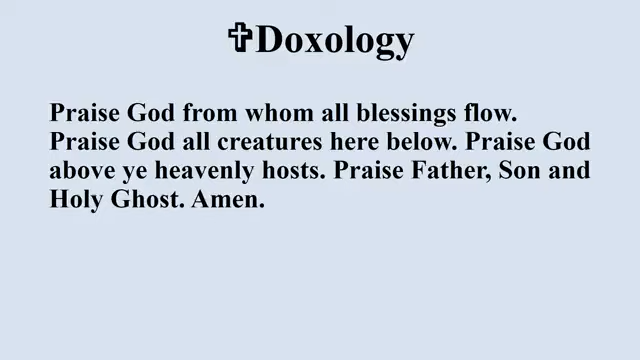 ✞Doxology
Praise God from whom all blessings flow.
Praise God all creatures here below. Praise God
above ye heavenly hosts. Praise Father, Son and
Holy Ghost. Amen.